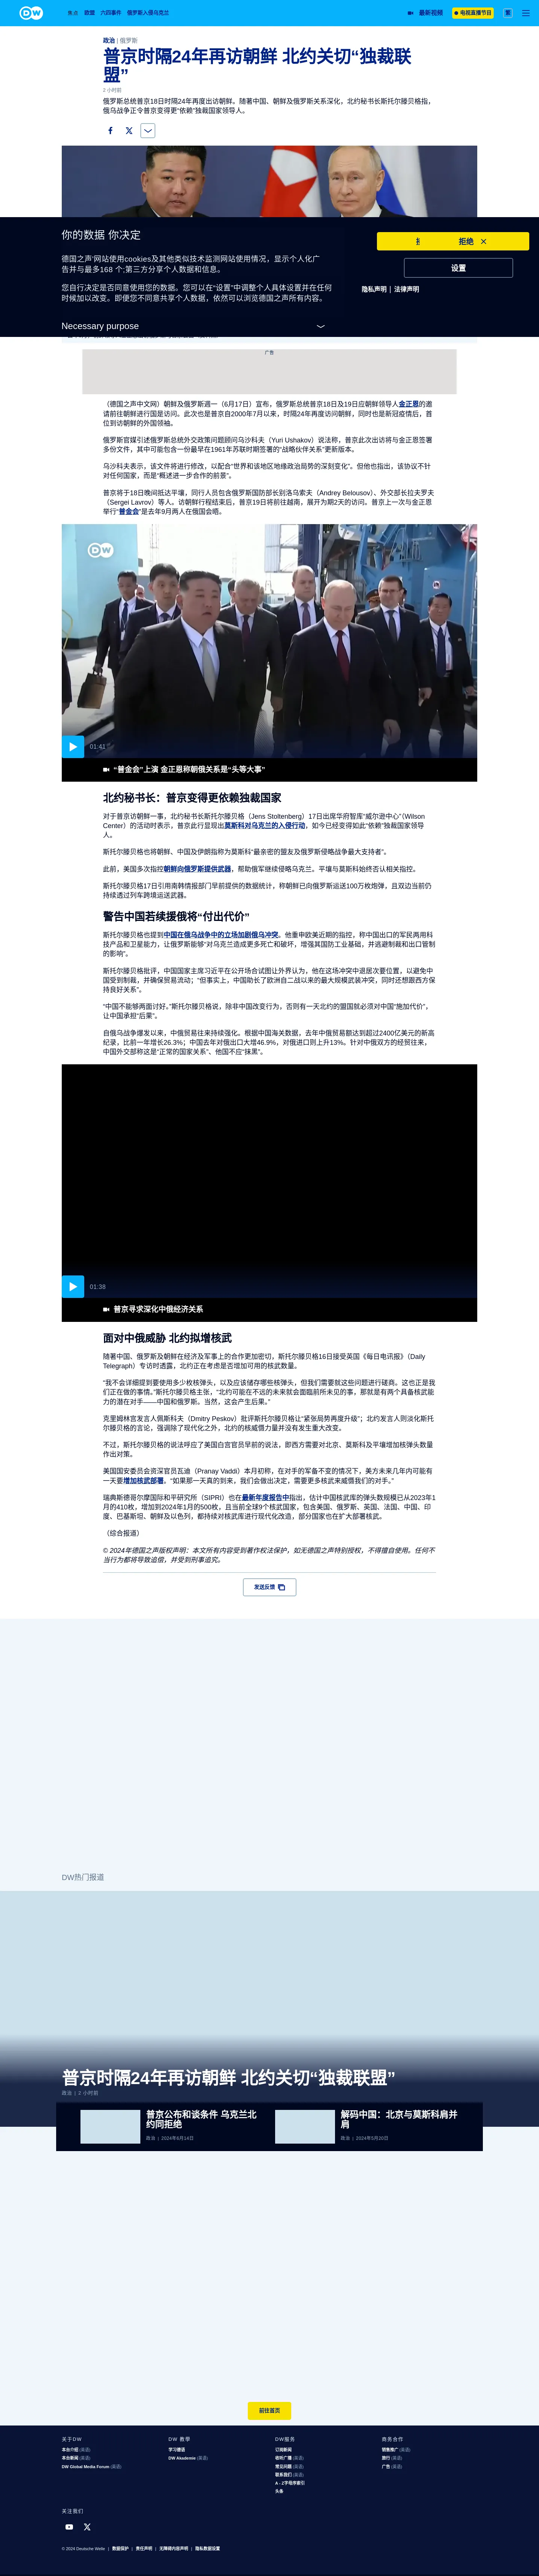 DW
焦点 欧盟 六四事件 俄罗斯入侵乌克兰
最新视频
电视直播节目
繁
政治 | 俄罗斯
普京时隔24年再访朝鲜 北约关切“独裁联
盟”
2 小时前
俄罗斯总统普京18日时隔24年再度出访朝鲜。随著中国、朝鲜及俄罗斯关系深化，北约秘书长斯托尔滕贝格指，
俄乌战争正令普京变得更“依赖”独裁国家领导人。
你的数据 你决定
德国之声'网站使用cookies及其他类似技术监测网站使用情况，显示个人化广
告并与最多168 个;第三方分享个人数据和信息。
您自行决定是否同意使用您的数据。您可以在“设置”中调整个人具体设置并在任何
时候加以改变。即便您不同意共享个人数据，依然可以浏览德国之声所有内容。
Necessary purpose
拒绝
设置
隐私声明 | 法律声明
广告
（德国之声中文网）朝鲜及俄罗斯週一（6月17日）宣布，俄罗斯总统普京18日及19日应朝鲜领导人金正恩的邀
请前往朝鲜进行国是访问。此次也是普京自2000年7月以来，时隔24年再度访问朝鲜，同时也是新冠疫情后，首
位到访朝鲜的外国领袖。
俄罗斯官媒引述俄罗斯总统外交政策问题顾问乌沙科夫（Yuri Ushakov）说法称，普京此次出访将与金正恩签署
多份文件，其中可能包含一份最早在1961年苏联时期签署的“战略伙伴关系”更新版本。
乌沙科夫表示，该文件将进行修改，以配合“世界和该地区地缘政治局势的深刻变化”。但他也指出，该协议不针
对任何国家，而是“概述进一步合作的前景”。
普京将于18日晚间抵达平壤，同行人员包含俄罗斯国防部长别洛乌索夫（Andrey Belousov）、外交部长拉夫罗夫
（Sergei Lavrov）等人。访朝鲜行程结束后，普京19日将前往越南，展开为期2天的访问。普京上一次与金正恩
举行“普金会”是去年9月两人在俄国会晤。
DW
01:41
“普金会”上演 金正恩称朝俄关系是“头等大事”
北约秘书长：普京变得更依赖独裁国家
对于普京访朝鲜一事，北约秘书长斯托尔滕贝格（Jens Stoltenberg）17日出席华府智库“威尔逊中心”（Wilson
Center）的活动时表示，普京此行显现出莫斯科对乌克兰的入侵行动，如今已经变得如此“依赖”独裁国家领导
人。
斯托尔滕贝格也将朝鲜、中国及伊朗指称为莫斯科“最亲密的盟友及俄罗斯侵略战争最大支持者”。
此前，美国多次指控朝鲜向俄罗斯提供武器，帮助俄军继续侵略乌克兰。平壤与莫斯科始终否认相关指控。
斯托尔滕贝格17日引用南韩情报部门早前提供的数据统计，称朝鲜已向俄罗斯运送100万枚炮弹，且双边当前仍
持续透过列车跨境运送武器。
警告中国若续援俄将“付出代价”
斯托尔滕贝格也提到中国在俄乌战争中的立场加剧俄乌冲突。他重申欧美近期的指控，称中国出口的军民两用科
技产品和卫星能力，让俄罗斯能够“对乌克兰造成更多死亡和破坏，增强其国防工业基础，并逃避制裁和出口管制
的影响”。
斯托尔滕贝格批评，中国国家主席习近平在公开场合试图让外界认为，他在这场冲突中退居次要位置，以避免中
国受到制裁，并确保贸易流动；“但事实上，中国助长了欧洲自二战以来的最大规模武装冲突，同时还想跟西方保
持良好关系”。
“中国不能够两面讨好。”斯托尔滕贝格说，除非中国改变行为，否则有一天北约的盟国就必须对中国“施加代价”，
让中国承担“后果”。
自俄乌战争爆发以来，中俄贸易往来持续强化。根据中国海关数据，去年中俄贸易额达到超过2400亿美元的新高
纪录，比前一年增长26.3%；中国去年对俄出口大增46.9%，对俄进口则上升13%。针对中俄双方的经贸往来，
中国外交部称这是“正常的国家关系”、他国不应“抹黑”。
01:38
普京寻求深化中俄经济关系
面对中俄威胁 北约拟增核武
随著中国、俄罗斯及朝鲜在经济及军事上的合作更加密切，斯托尔滕贝格16日接受英国《每日电讯报》（Daily
Telegraph）专访时透露，北约正在考虑是否增加可用的核武数量。
“我不会详细提到要使用多少枚核弹头，以及应该储存哪些核弹头，但我们需要就这些问题进行磋商。这也正是我
们正在做的事情。”斯托尔滕贝格主张，“北约可能在不远的未来就会面临前所未见的事，那就是有两个具备核武能
力的潜在对手——中国和俄罗斯。当然，这会产生后果。”
克里姆林宫发言人佩斯科夫（Dmitry Peskov）批评斯托尔滕贝格让“紧张局势再度升级”；北约发言人则淡化斯托
尔滕贝格的言论，强调除了现代化之外，北约的核威慑力量并没有发生重大改变。
不过，斯托尔滕贝格的说法呼应了美国白宫官员早前的说法，即西方需要对北京、莫斯科及平壤增加核弹头数量
作出对策。
美国国安委员会资深官员瓦迪（Pranay Vaddi）本月初称，在对手的军备不变的情况下，美方未来几年内可能有
一天要增加核武部署。“如果那一天真的到来，我们会做出决定，需要更多核武来威慑我们的对手。”
瑞典斯德哥尔摩国际和平研究所（SIPRI）也在最新年度报告中指出，估计中国核武库的弹头数规模已从2023年1
月的410枚，增加到2024年1月的500枚，且当前全球9个核武国家，包含美国、俄罗斯、英国、法国、中国、印
度、巴基斯坦、朝鲜及以色列，都持续对核武库进行现代化改造，部分国家也在扩大部署核武。
（综合报道）
© 2024年德国之声版权声明：本文所有内容受到著作权法保护，如无德国之声特别授权，不得擅自使用。任何不
当行为都将导致追偿，并受到刑事追究。
发送反馈
DW热门报道
普京时隔24年再访朝鲜 北约关切“独裁联盟”
政治 | 2 小时前
普京公布和谈条件 乌克兰北
约同拒绝
政治 | 2024年6月14日
解码中国：北京与莫斯科肩并
肩
政治 | 2024年5月20日
前往首页
关于DW
本台介绍 (英语)
本台新闻 (英语)
DW Global Media Forum (英语)
DW 教學
学习德语
DW Akademie (英语)
DW服务
订阅新闻
收听广播 (英语)
常见问题 (英语)
联系我们 (英语)
A - Z字母序索引
头条
商务合作
销售推广 (英语)
旅行 (英语)
广告 (英语)
关注我们
© 2024 Deutsche Welle | 数据保护 | 责任声明 | 无障碍内容声明 | 隐私数据设置